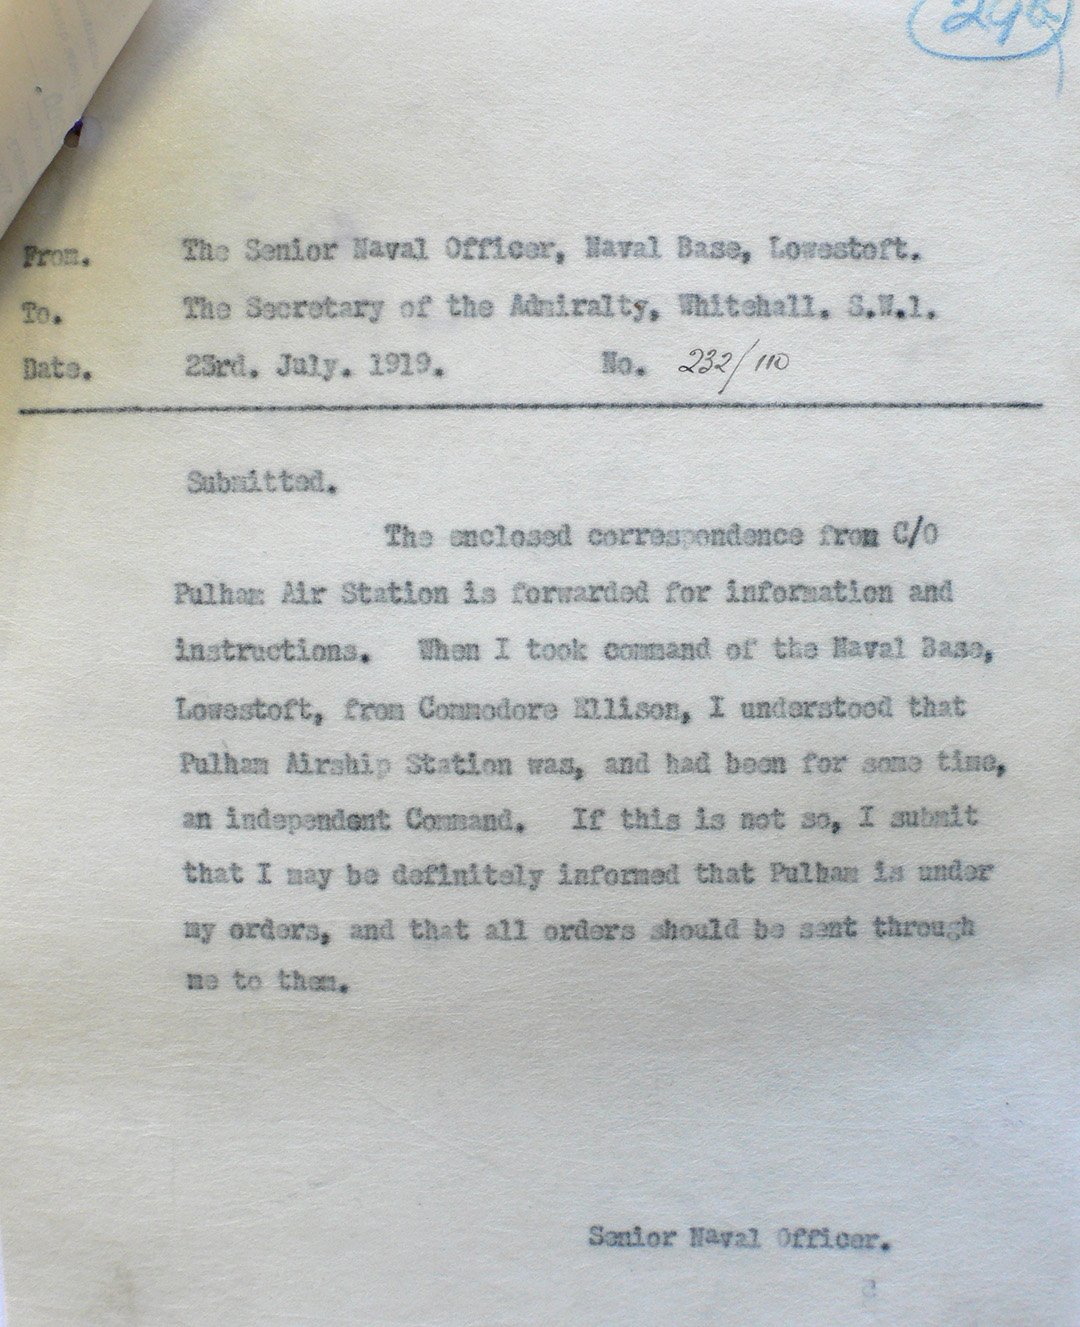 296
From. The Senior Naval Officer, Naval Base, Lowestoft.
To. The Secretary of the Admiralty, Whitehall. S.W.1.
Date. 23rd. July. 1919. No. 232/110
Submitted.
The enclosed correspondence from C/O
Pulham Air Station is forwarded for information and
instructions. When I took command of the Naval Base,
Lowestoft, from Commodore Ellison, I understood that
Pulham Airship Station was, and had been for some time,
an independent Command. If this is not so, I submit
that I may be definitely informed that Pulham is under
my orders, and that all orders should be sent through
me to them.
Senior Naval Officer.